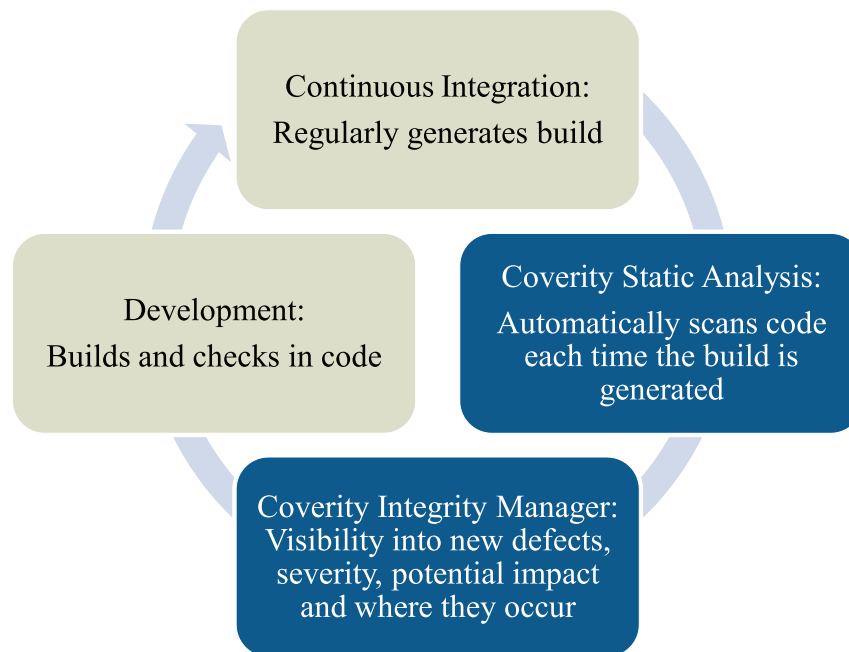 Continuous Integration:
Regularly generates build
Development:
Builds and checks in code
Coverity Static Analysis:
Automatically scans code
each time the build is
generated
Coverity Integrity Manager:
Visibility into new defects,
severity, potential impact
and where they occur